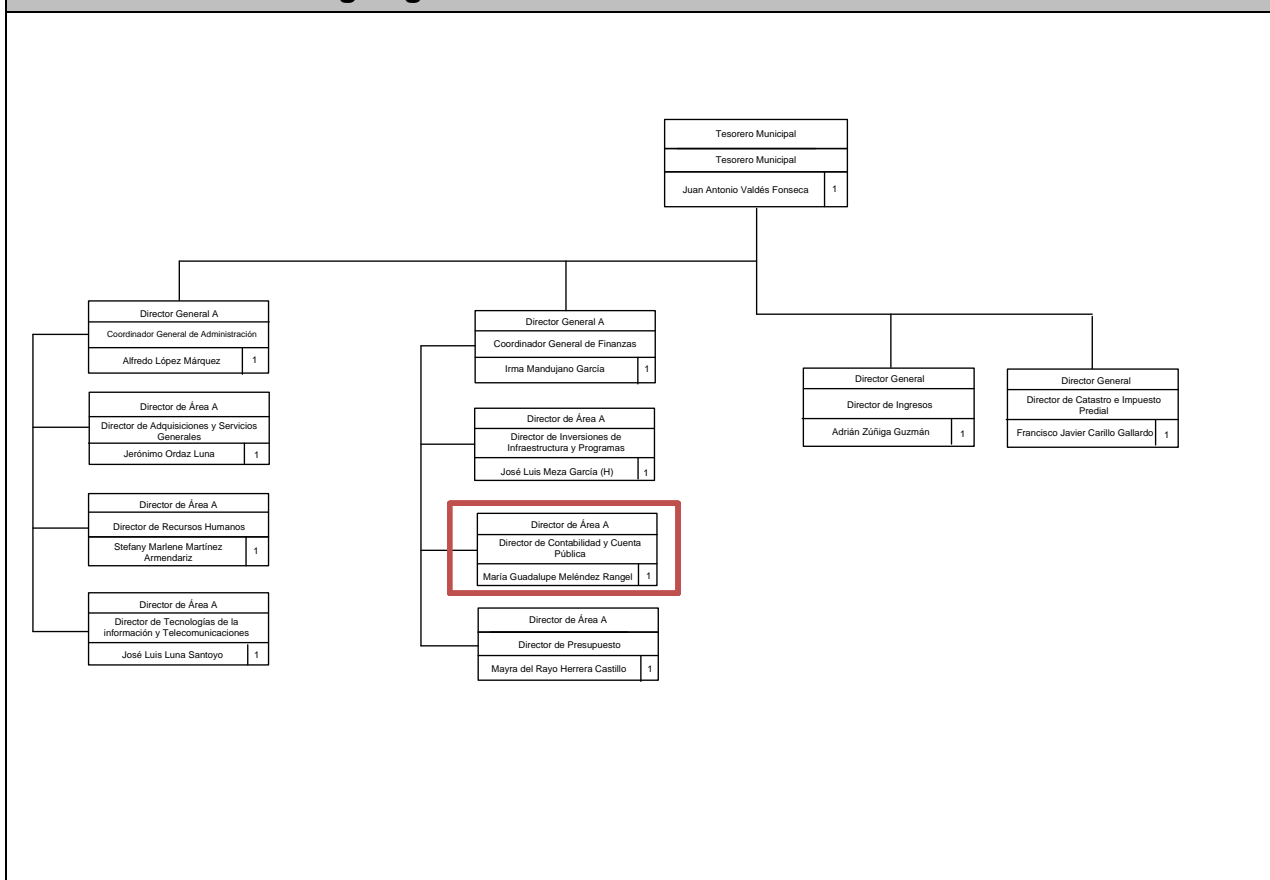 Tesorero Municipal
Tesorero Municipal
Juan Antonio Valdés Fonseca 1
Director General A
Coordinador General de Administración
Alfredo López Márquez 1
Director de Área A
Director de Adquisiciones y Servicios
Generales
Jerónimo Ordaz Luna 1
Director de Área A
Director de Recursos Humanos
Stefany Marlene Martínez
Armendariz 1
Director de Área A
Director de Tecnologías de la
información y Telecomunicaciones
José Luis Luna Santoyo 1
Director General A
Coordinador General de Finanzas
Irma Mandujano García 1
Director de Área A
Director de Inversiones de
Infraestructura y Programas
José Luis Meza García (H) 1
Director de Área A
Director de Contabilidad y Cuenta
Pública
María Guadalupe Meléndez Rangel 1
Director de Área A
Director de Presupuesto
Mayra del Rayo Herrera Castillo 1
Director General
Director de Ingresos
Adrián Zúñiga Guzmán 1
Director General
Director de Catastro e Impuesto
Predial
Francisco Javier Carillo Gallardo 1